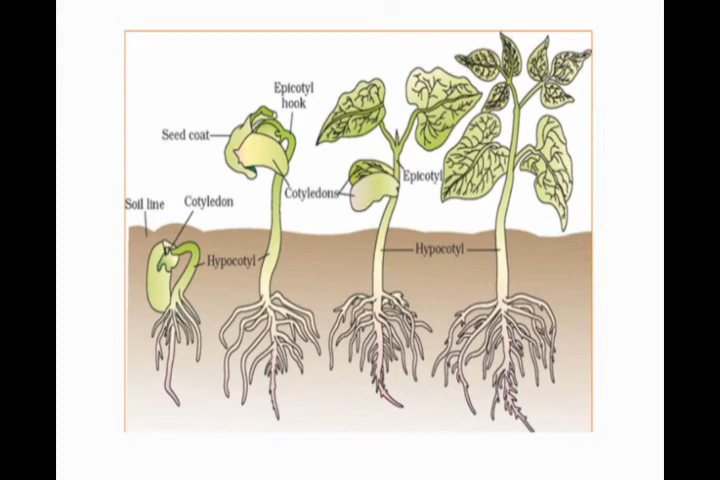 Epicotyl
hook
Seed coat
Cotyledons
Epicotyl
Soil line
Cotyledon
Hypocotyl
Hypocotyl